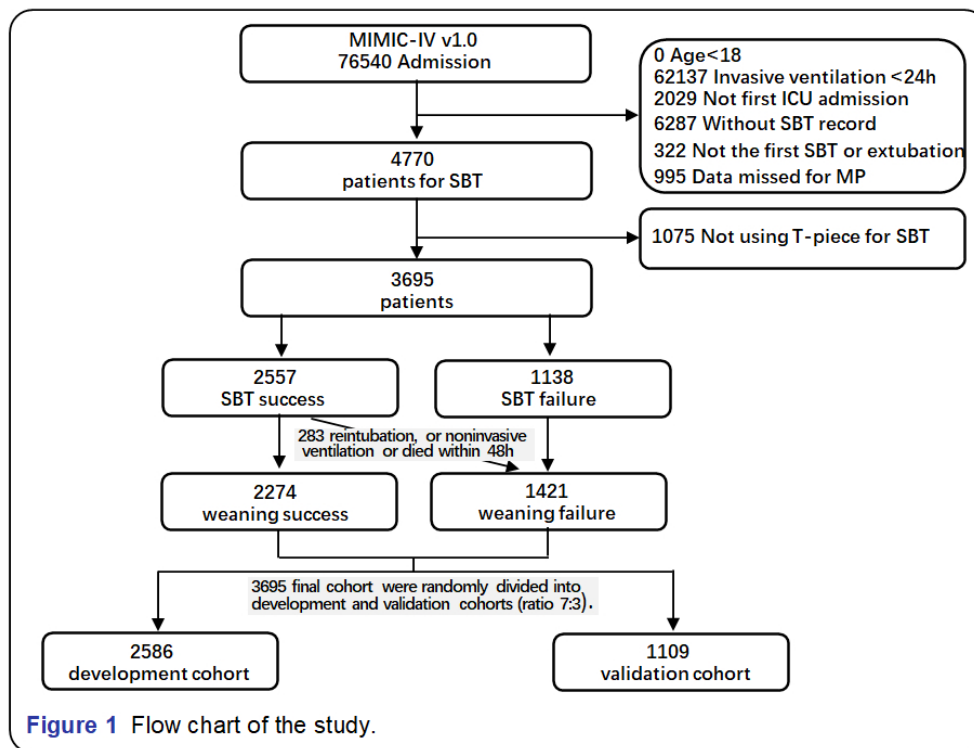 MIMIC-IV v1.0
76540 Admission
0 Age<18
62137 Invasive ventilation <24h
2029 Not first ICU admission
6287 Without SBT record
322 Not the first SBT or extubation
995 Data missed for MP
4770
patients for SBT
1075 Not using T-piece for SBT
3695
patients
2557
SBT success
1138
SBT failure
283 reintubation, or noninvasive
ventilation or died within 48h
2274
weaning success
1421
weaning failure
3695 final cohort were randomly divided into
development and validation cohorts (ratio 7:3).
2586
development cohort
1109
validation cohort
Figure 1 Flow chart of the study.